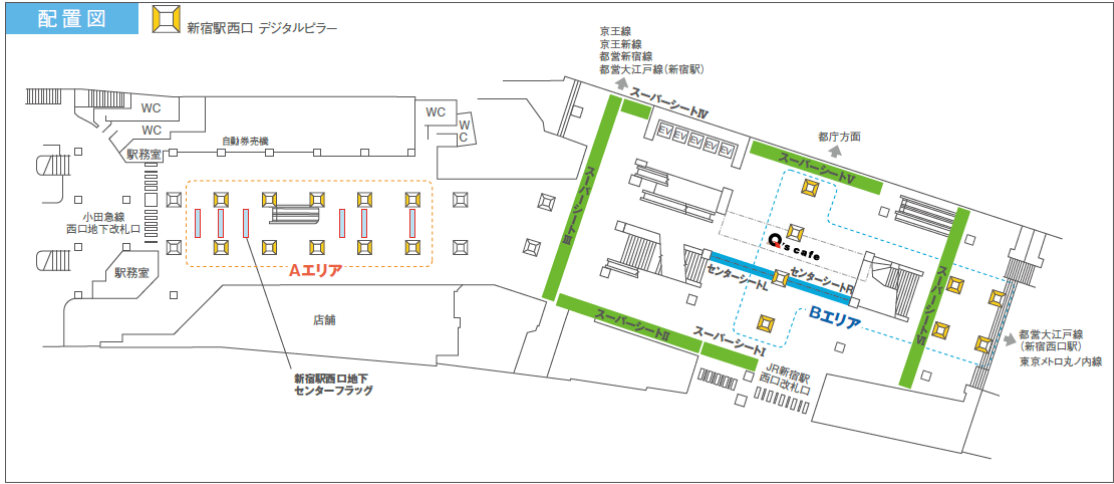 配置図
新宿駅西口 デジタルピラー
京王線
京王新線
都営新宿線
都営大江戸線(新宿駅)
スーパーシートⅣ
WC
WC
WC
W
C
駅務室
自動券売機
EV
EV
EV
EV
EV
都庁方面
スーパーシートⅤ
小田急線
西口地下改札口
スーパーシートⅢ
Q's cafe
センターシートL
センターシートR
スーパーシートⅥ
駅務室
Aエリア
Bエリア
店舗
スーパーシートⅡ
スーパーシートⅠ
都営大江戸線
(新宿西口駅)
東京メトロ丸ノ内線
JR新宿駅
西口改札口
新宿駅西口地下
センターフラッグ